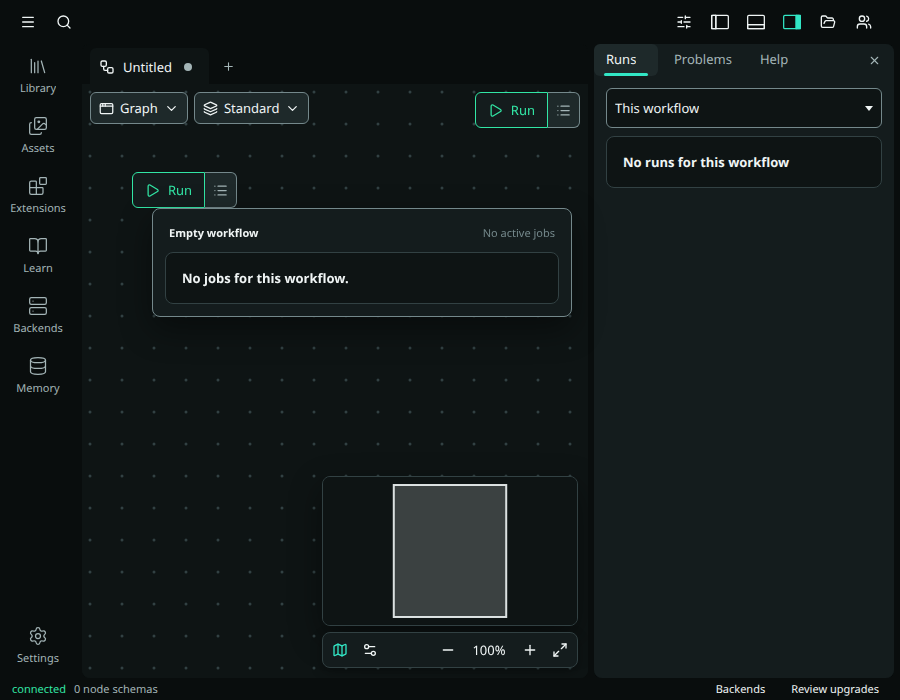 Untitled
Runs
Problems
Help
Library
Assets
Extensions
Learn
Backends
Memory
Settings
Graph
Standard
Run
Run
Empty workflow
No active jobs
No jobs for this workflow.
This workflow
No runs for this workflow
100%
connected
0 node schemas
Backends
Review upgrades